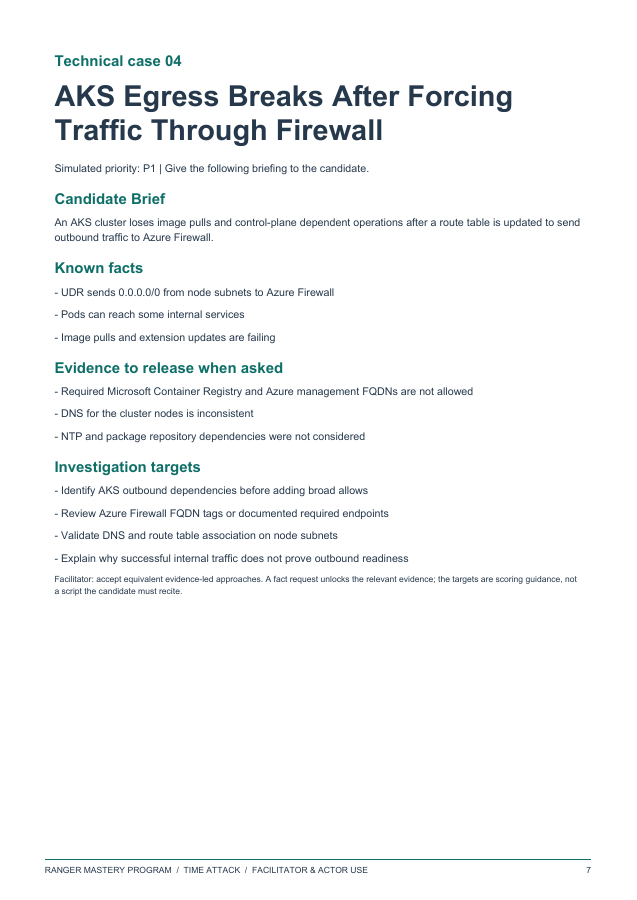 Technical case 04
AKS Egress Breaks After Forcing
Traffic Through Firewall
Simulated priority: P1 | Give the following briefing to the candidate.
Candidate Brief
An AKS cluster loses image pulls and control-plane dependent operations after a route table is updated to send
outbound traffic to Azure Firewall.
Known facts
- UDR sends 0.0.0.0/0 from node subnets to Azure Firewall
- Pods can reach some internal services
- Image pulls and extension updates are failing
Evidence to release when asked
- Required Microsoft Container Registry and Azure management FQDNs are not allowed
- DNS for the cluster nodes is inconsistent
- NTP and package repository dependencies were not considered
Investigation targets
- Identify AKS outbound dependencies before adding broad allows
- Review Azure Firewall FQDN tags or documented required endpoints
- Validate DNS and route table association on node subnets
- Explain why successful internal traffic does not prove outbound readiness
Facilitator: accept equivalent evidence-led approaches. A fact request unlocks the relevant evidence; the targets are scoring guidance, not
a script the candidate must recite.
RANGER MASTERY PROGRAM / TIME ATTACK / FACILITATOR & ACTOR USE 7